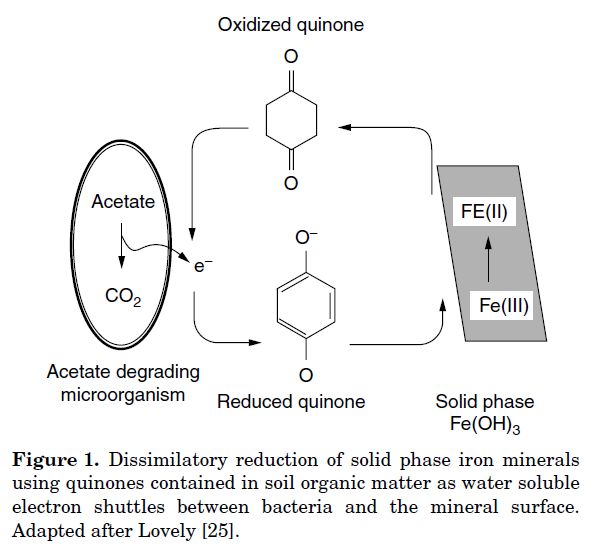 Oxidized quinone
O
O
Acetate
CO₂
e⁻
O⁻
O
FE(II)
Fe(III)
Acetate degrading
microorganism
Reduced quinone
Solid phase
Fe(OH)₃
Figure 1. Dissimilatory reduction of solid phase iron minerals
using quinones contained in soil organic matter as water soluble
electron shuttles between bacteria and the mineral surface.
Adapted after Lovely [25].